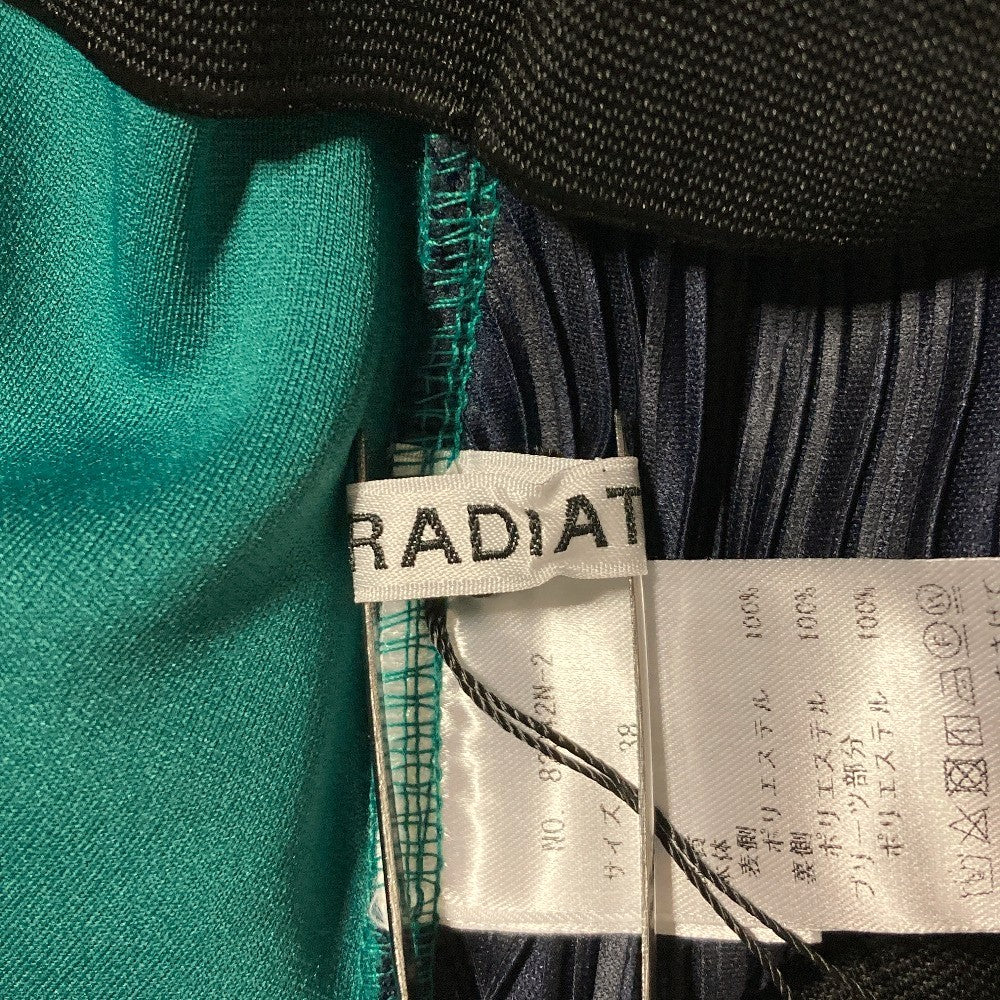 RADIAT
サイズ 38
表側
ポリエステル 100%
裏側
ポリエステル 100%
プリーツ部分
ポリエステル 100%